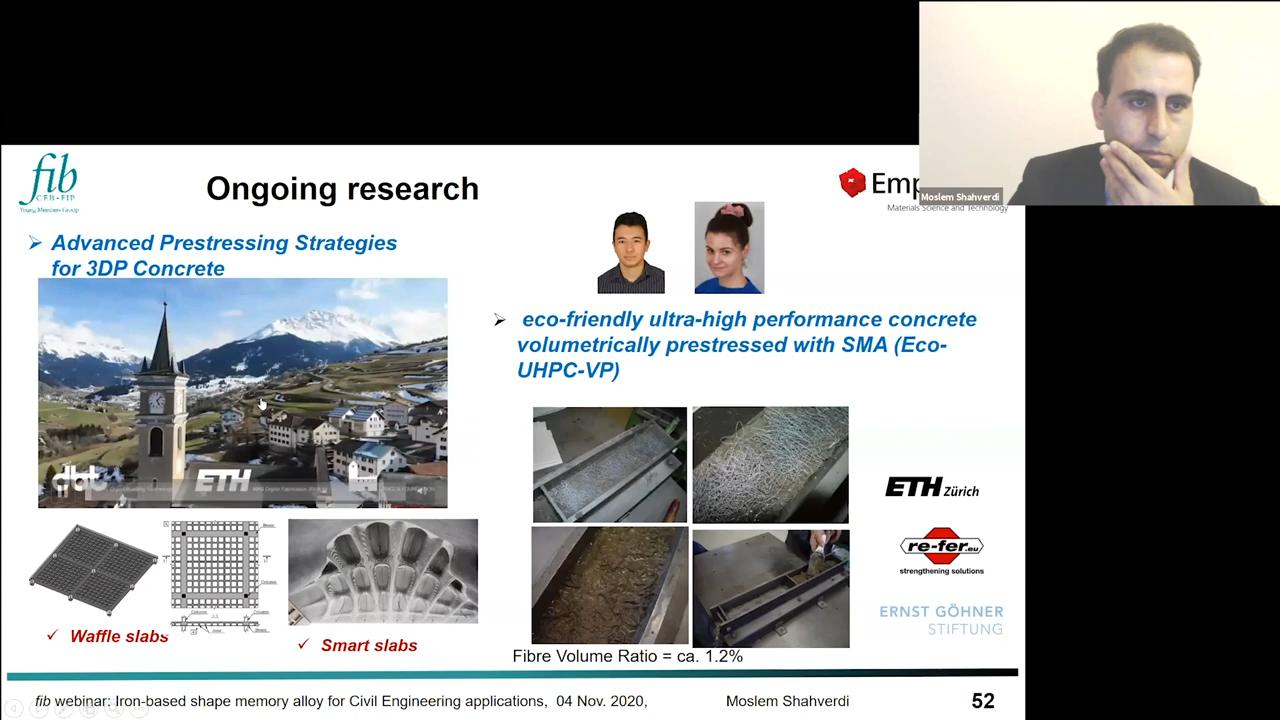 Moslem Shahverdi
fib
CEB-FIP
Young Members Group
Ongoing research
Emp
Materials Science and Technology
➢ Advanced Prestressing Strategies
for 3DP Concrete
➢ eco-friendly ultra-high performance concrete
volumetrically prestressed with SMA (Eco-
UHPC-VP)
dbt
ETH
✓ Waffle slabs
✓ Smart slabs
Fibre Volume Ratio = ca. 1.2%
ETH Zürich
re-fer.eu
strengthening solutions
ERNST GÖHNER
STIFTUNG
fib webinar: Iron-based shape memory alloy for Civil Engineering applications, 04 Nov. 2020,
Moslem Shahverdi
52